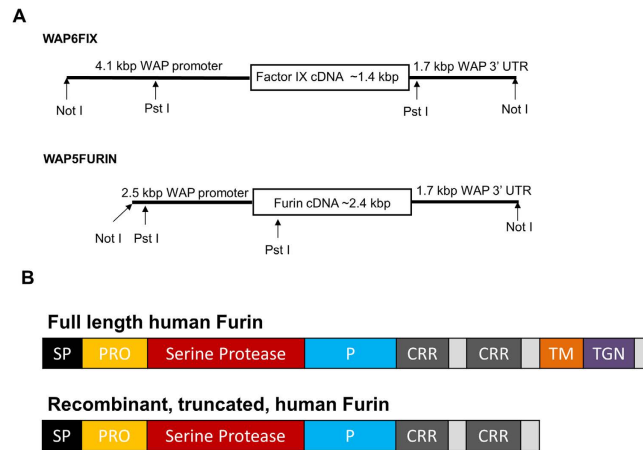 A
WAP6FIX
4.1 kbp WAP promoter
Factor IX cDNA ~1.4 kbp
1.7 kbp WAP 3’ UTR
Not I
Pst I
Pst I
Not I
WAP5FURIN
2.5 kbp WAP promoter
Furin cDNA ~2.4 kbp
1.7 kbp WAP 3’ UTR
Not I
Pst I
Pst I
Not I
B
Full length human Furin
SP PRO Serine Protease P CRR CRR TM TGN
Recombinant, truncated, human Furin
SP PRO Serine Protease P CRR CRR